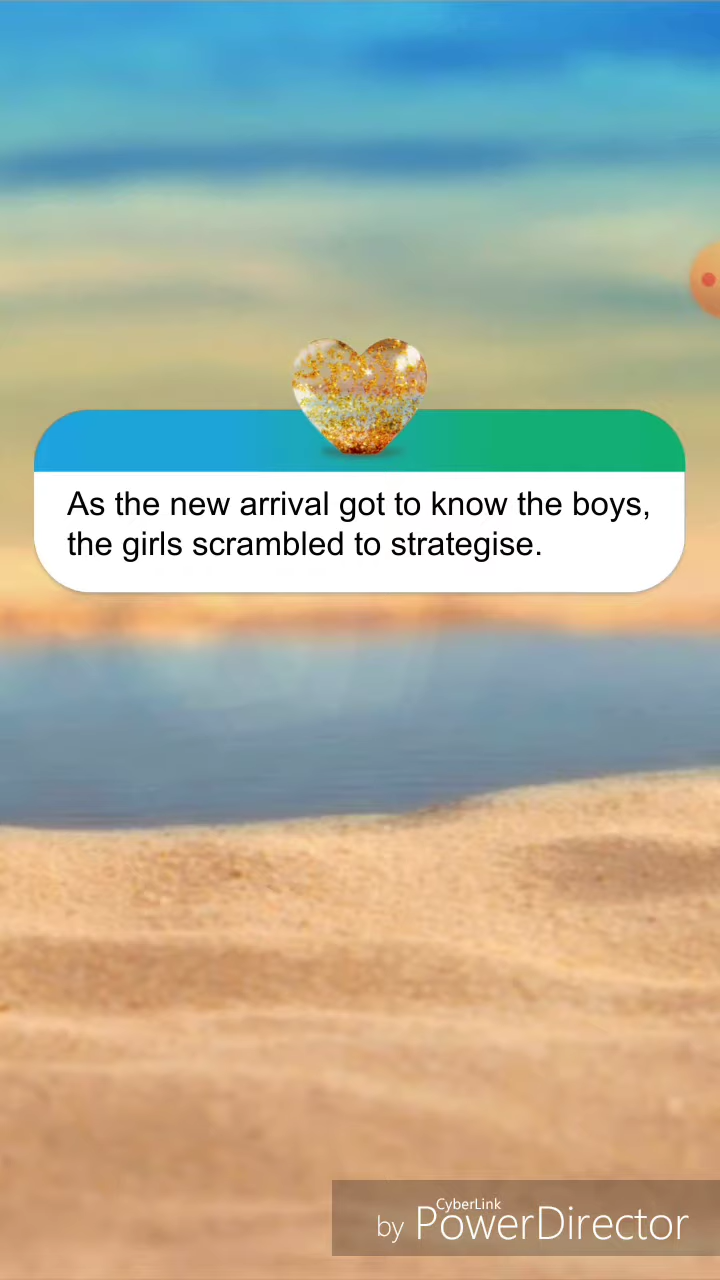 As the new arrival got to know the boys,
the girls scrambled to strategise.
by CyberLink PowerDirector